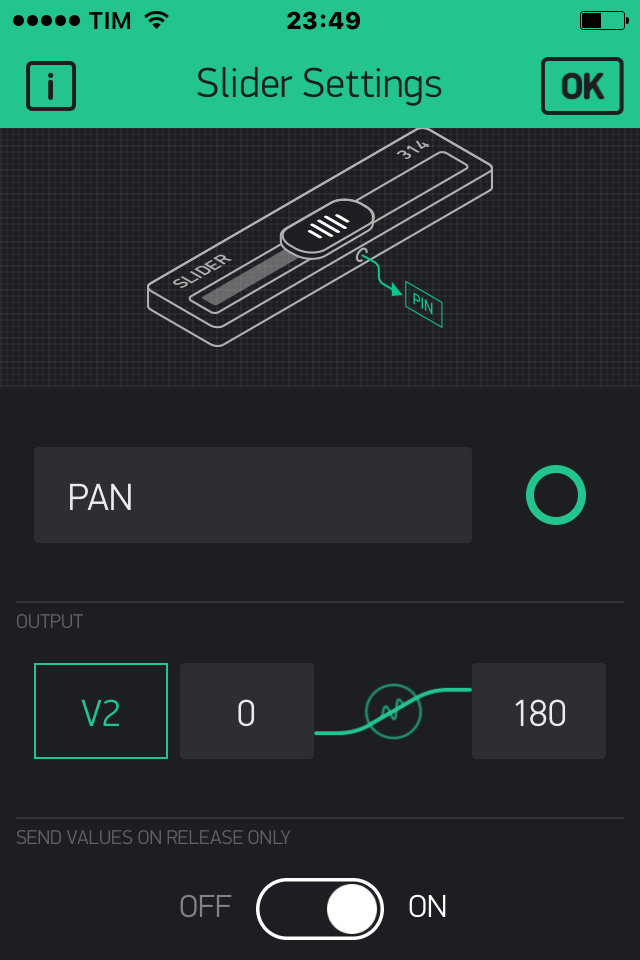 TIM 23:49
i Slider Settings OK
314
SLIDER
PIN
PAN
OUTPUT
V2 0 180
SEND VALUES ON RELEASE ONLY
OFF ON